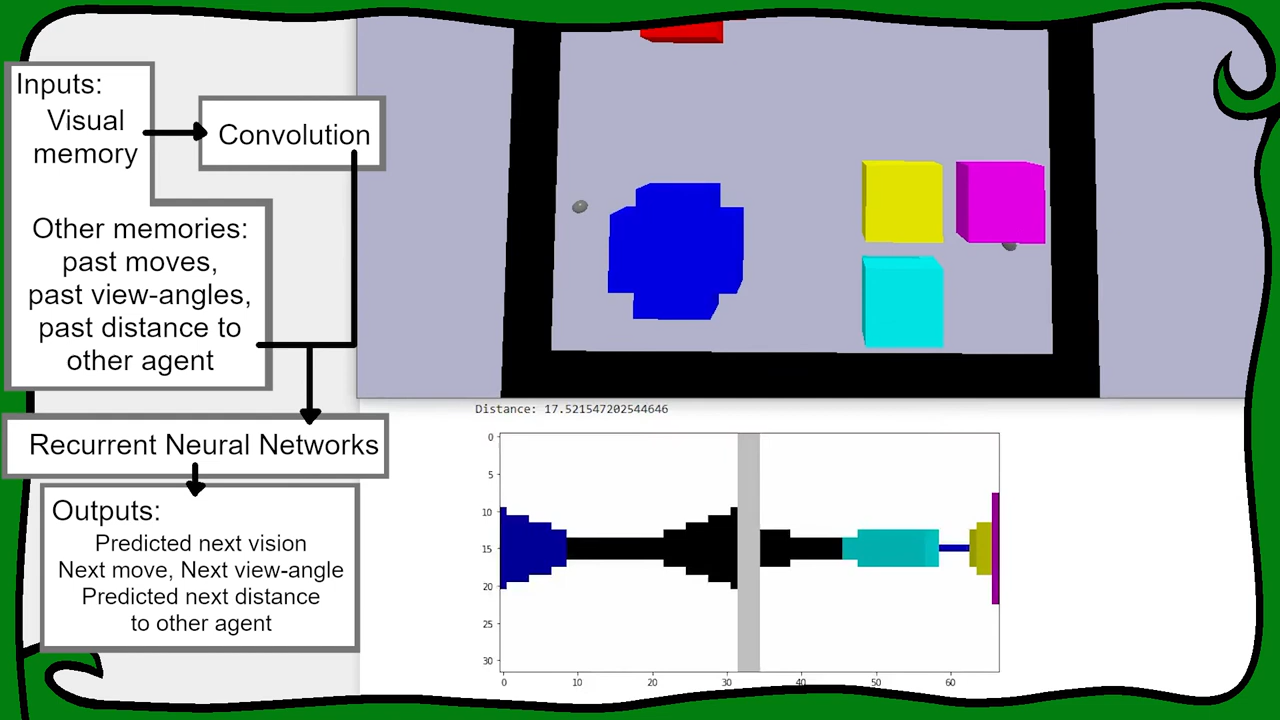 Inputs:
Visual
memory
Convolution
Other memories:
past moves,
past view-angles,
past distance to
other agent
Recurrent Neural Networks
Outputs:
Predicted next vision
Next move, Next view-angle
Predicted next distance
to other agent
Distance: 17.521547202544646
0
5
10
15
20
25
30
0 10 20 30 40 50 60